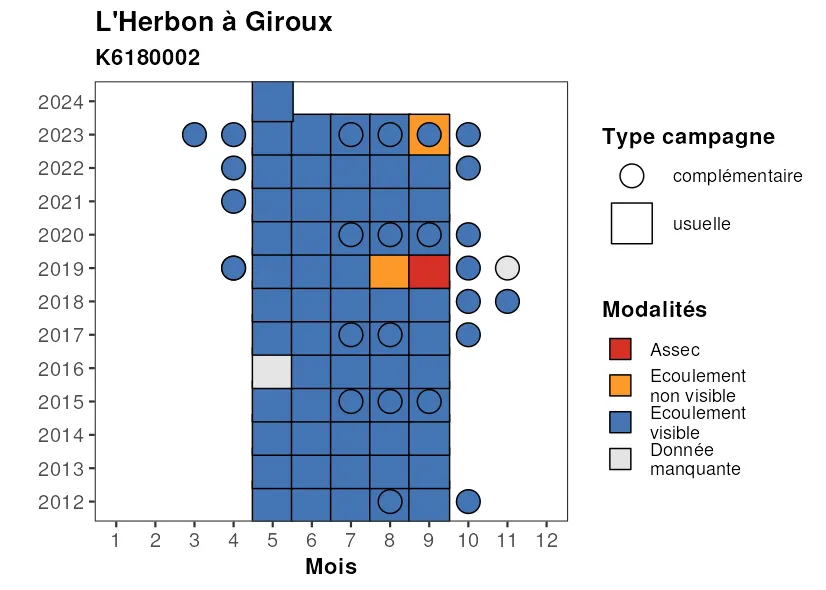 L'Herbon à Giroux
K6180002
2024
2023
2022
2021
2020
2019
2018
2017
2016
2015
2014
2013
2012
1 2 3 4 5 6 7 8 9 10 11 12
Mois
Type campagne
complémentaire
usuelle
Modalités
Assec
Ecoulement
non visible
Ecoulement
visible
Donnée
manquante